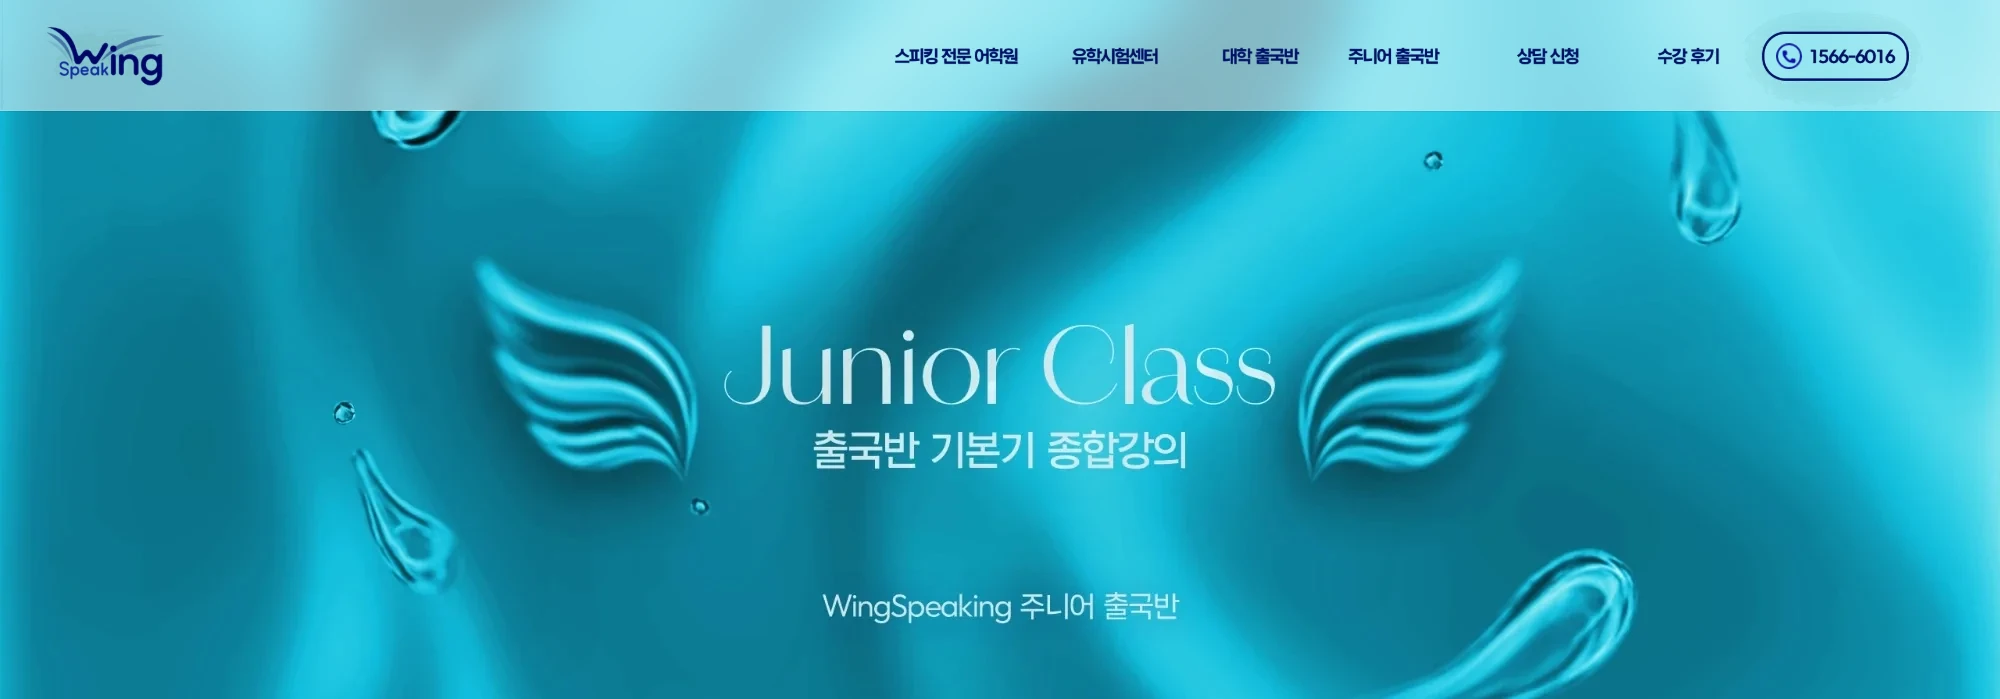 Wing
Speak
스피킹 전문 어학원
유학시험센터
대학 출국반
주니어 출국반
상담 신청
수강 후기
1566-6016
Junior Class
출국반 기본기 종합강의
WingSpeaking 주니어 출국반